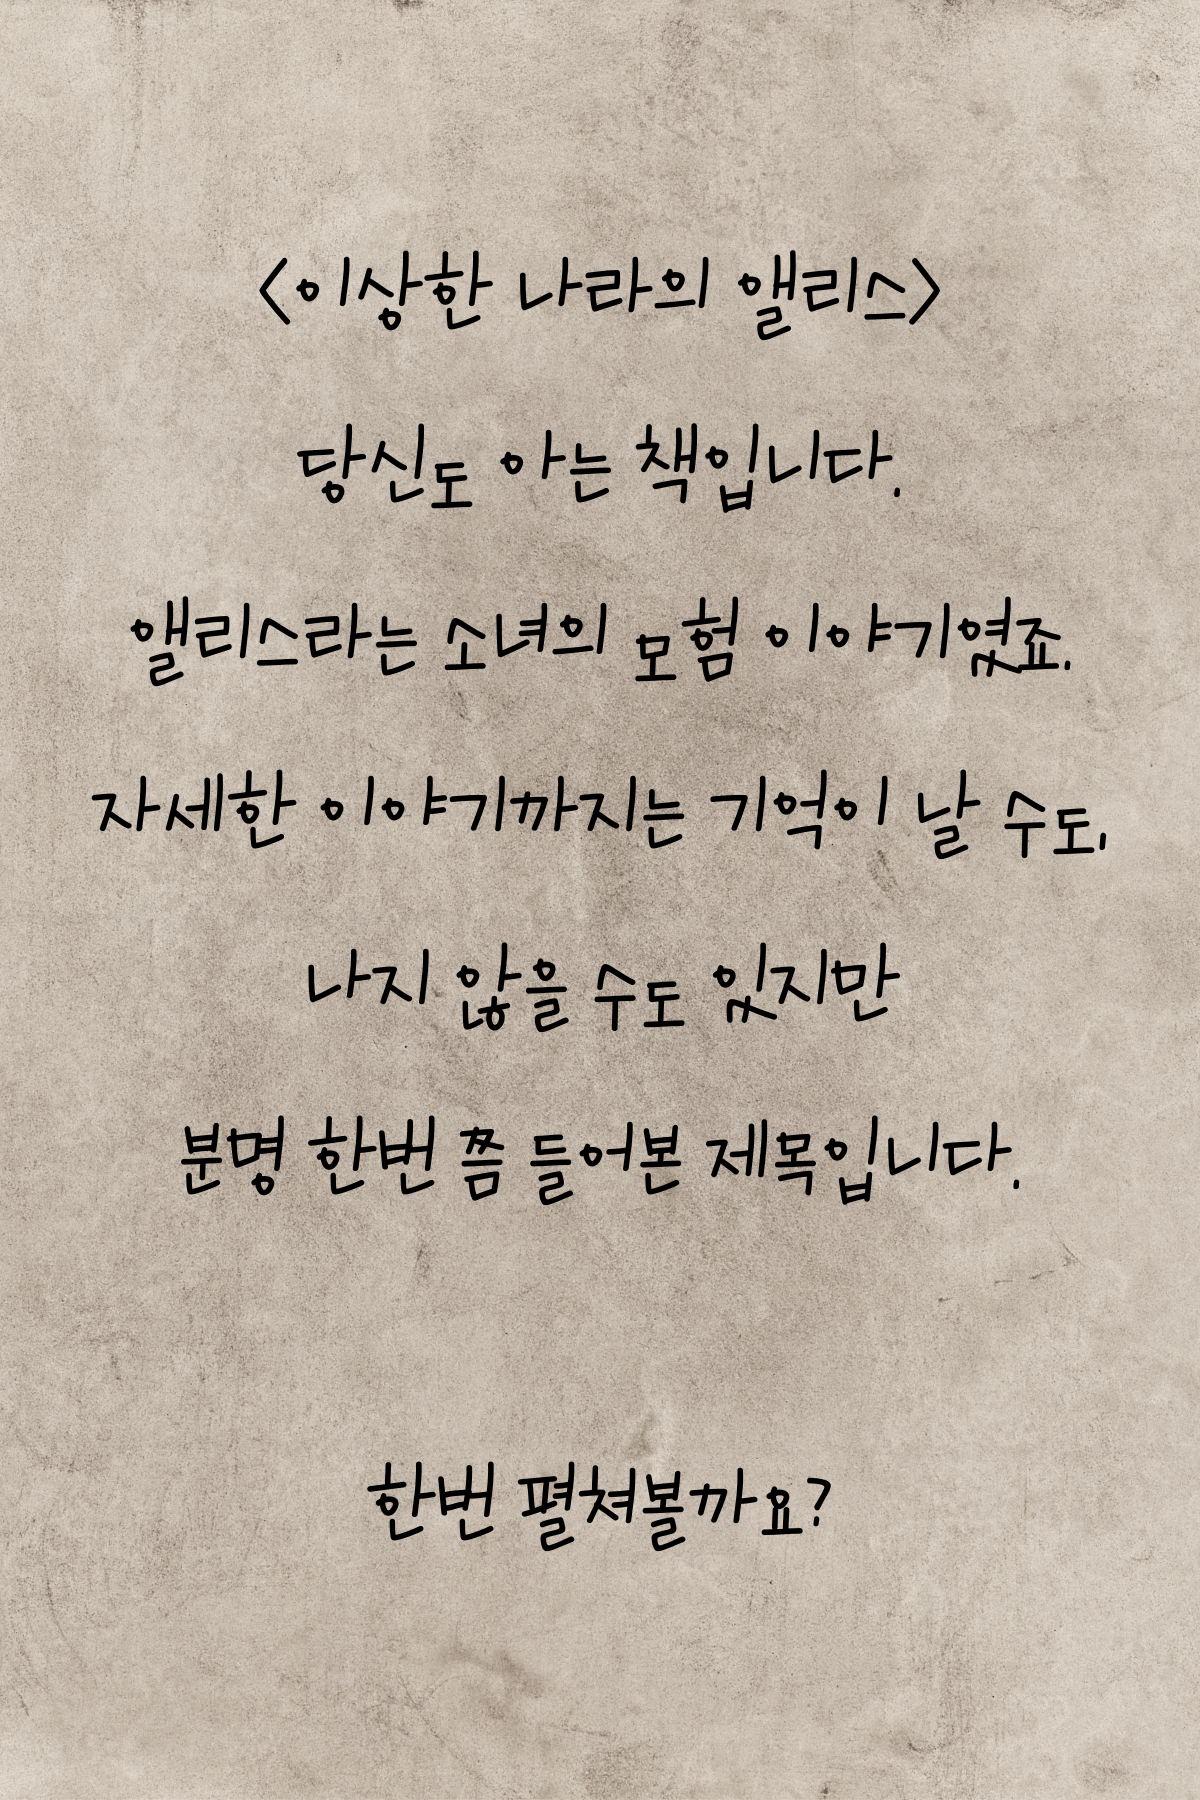 <이상한 나라의 앨리스>
당신도 아는 책입니다.
앨리스라는 소녀의 모험 이야기였죠.
자세한 이야기까지는 기억이 날 수도,
나지 않을 수도 있지만
분명 한번 쯤 들어본 제목입니다.
한번 펼쳐볼까요?